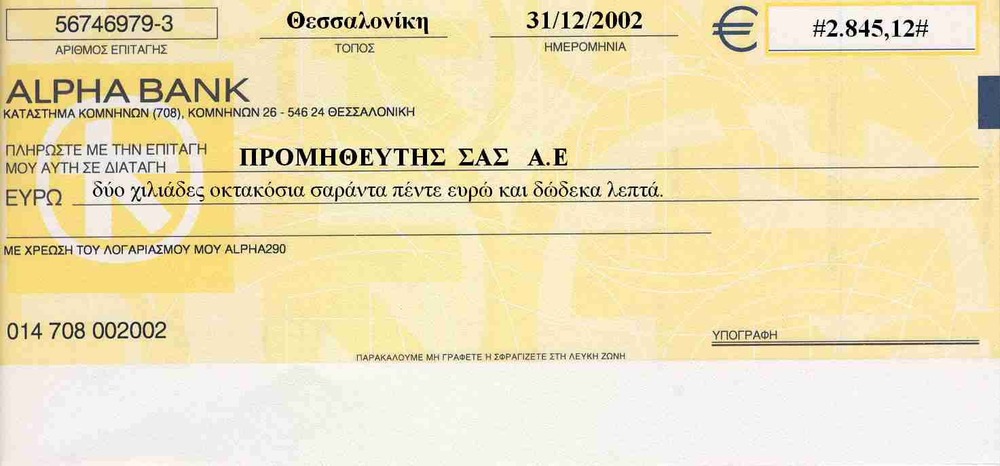 56746979-3 Θεσσαλονίκη 31/12/2002 € #2.845,12#
ΑΡΙΘΜΟΣ ΕΠΙΤΑΓΗΣ ΤΟΠΟΣ ΗΜΕΡΟΜΗΝΙΑ
ALPHA BANK
ΚΑΤΑΣΤΗΜΑ ΚΟΜΝΗΝΩΝ (708), ΚΟΜΝΗΝΩΝ 26 - 546 24 ΘΕΣΣΑΛΟΝΙΚΗ
ΠΛΗΡΩΣΤΕ ΜΕ ΤΗΝ ΕΠΙΤΑΓΗ
ΜΟΥ ΑΥΤΗ ΣΕ ΔΙΑΤΑΓΗ ΠΡΟΜΗΘΕΥΤΗΣ ΣΑΣ Α.Ε
ΕΥΡΩ δύο χιλιάδες οκτακόσια σαράντα πέντε ευρώ και δώδεκα λεπτά.
ΜΕ ΧΡΕΩΣΗ ΤΟΥ ΛΟΓΑΡΙΑΣΜΟΥ ΜΟΥ ALPHA290
014 708 002002
ΥΠΟΓΡΑΦΗ
ΠΑΡΑΚΑΛΟΥΜΕ ΜΗ ΓΡΑΦΕΤΕ Ή ΣΦΡΑΓΙΖΕΤΕ ΣΤΗ ΛΕΥΚΗ ΖΩΝΗ